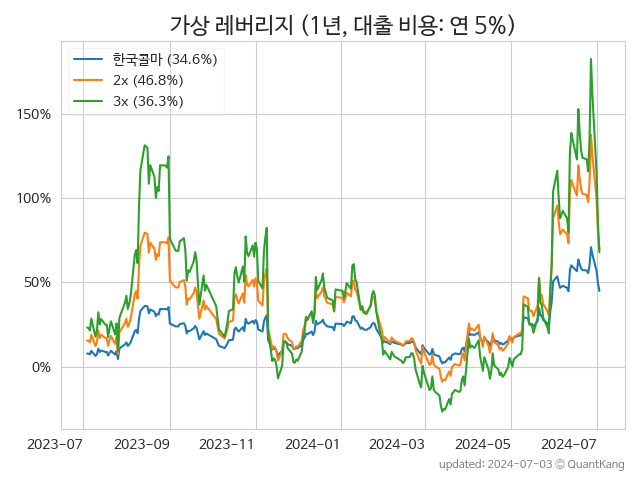 가상 레버리지 (1년, 대출 비용: 연 5%)
한국콜마 (34.6%)
2x (46.8%)
3x (36.3%)
150%
100%
50%
0%
2023-07
2023-09
2023-11
2024-01
2024-03
2024-05
2024-07
updated: 2024-07-03 © QuantKang